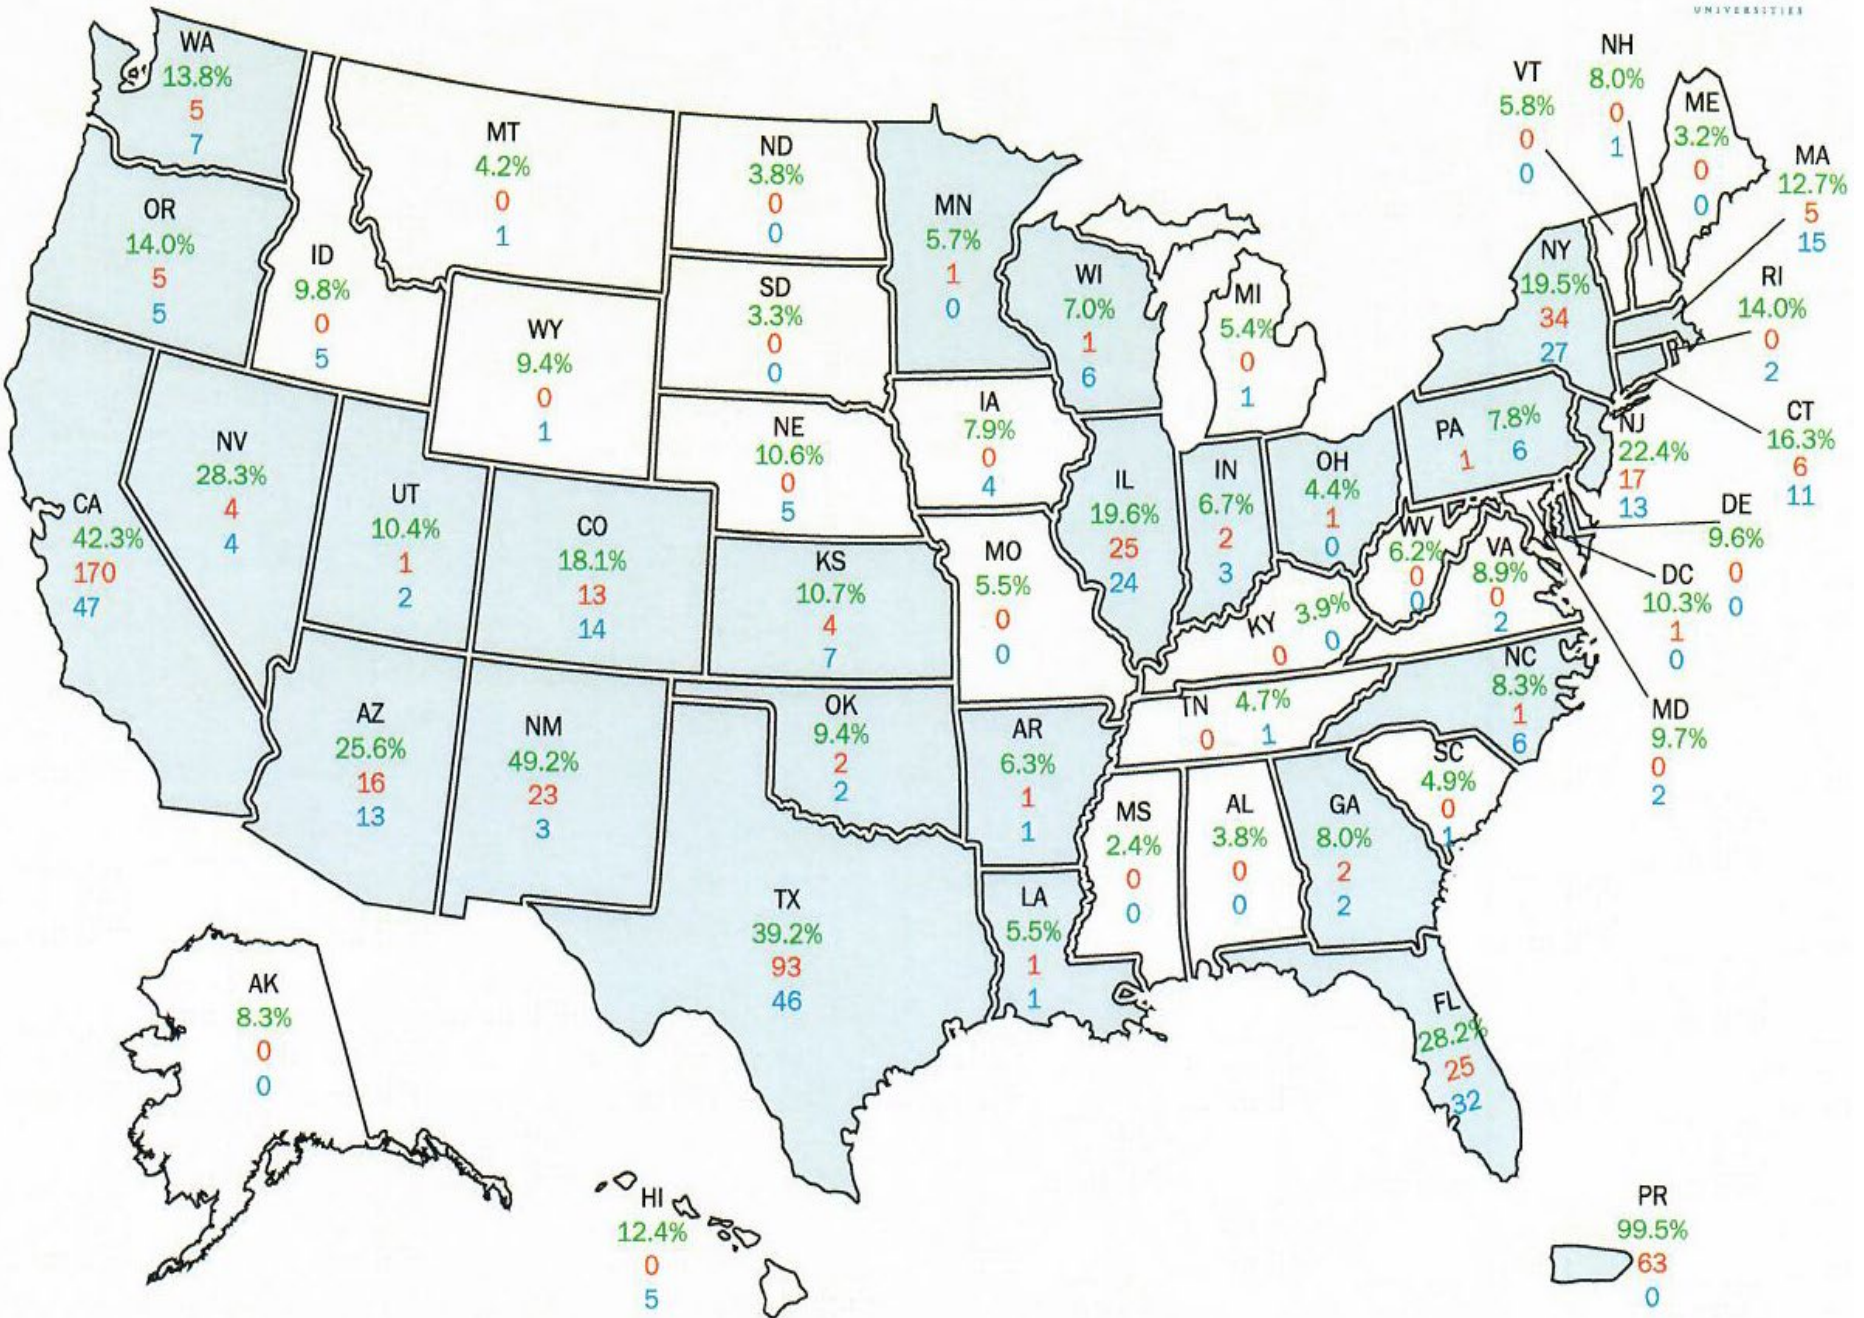 UNIVERSITIES
WA
13.8%
5
7
OR
14.0%
5
5
CA
42.3%
170
47
NV
28.3%
4
4
ID
9.8%
0
5
MT
4.2%
0
1
WY
9.4%
0
1
UT
10.4%
1
2
CO
18.1%
13
14
AZ
25.6%
16
13
NM
49.2%
23
3
ND
3.8%
0
0
SD
3.3%
0
0
NE
10.6%
0
5
KS
10.7%
4
7
OK
9.4%
2
2
TX
39.2%
93
46
MN
5.7%
1
0
IA
7.9%
0
4
MO
5.5%
0
0
AR
6.3%
1
1
LA
5.5%
1
1
WI
7.0%
1
6
IL
19.6%
25
24
MI
5.4%
0
1
IN
6.7%
2
3
OH
4.4%
1
0
KY 3.9%
0 0
TN 4.7%
0 1
MS
2.4%
0
0
AL
3.8%
0
0
GA
8.0%
2
2
FL
28.2%
25
32
SC
4.9%
0
1
NC
8.3%
1
6
VA
8.9%
0
2
WV
6.2%
0
0
PA 7.8%
1 6
NY
19.5%
34
27
VT
5.8%
0
0
NH
8.0%
0
1
ME
3.2%
0
0
MA
12.7%
5
15
RI
14.0%
0
2
CT
16.3%
6
11
NJ
22.4%
17
13
DE
9.6%
0
0
DC
10.3%
1
0
MD
9.7%
0
2
AK
8.3%
0
0
HI
12.4%
0
5
PR
99.5%
63
0